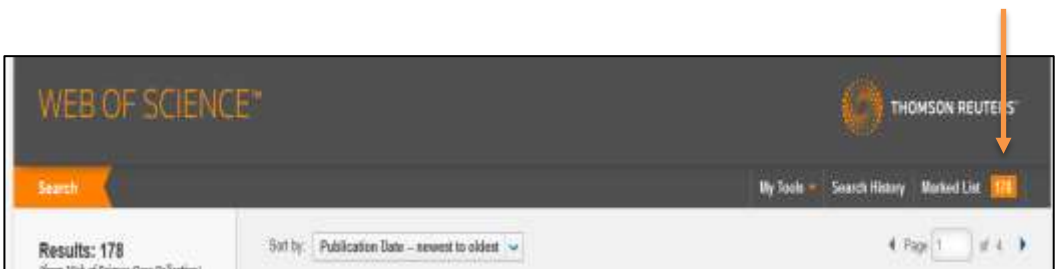 WEB OF SCIENCE™
THOMSON REUTERS
Search
My Tools Search History Marked List 178
Results: 178
Sort by: Publication Date – newest to oldest
Page 1 of 4